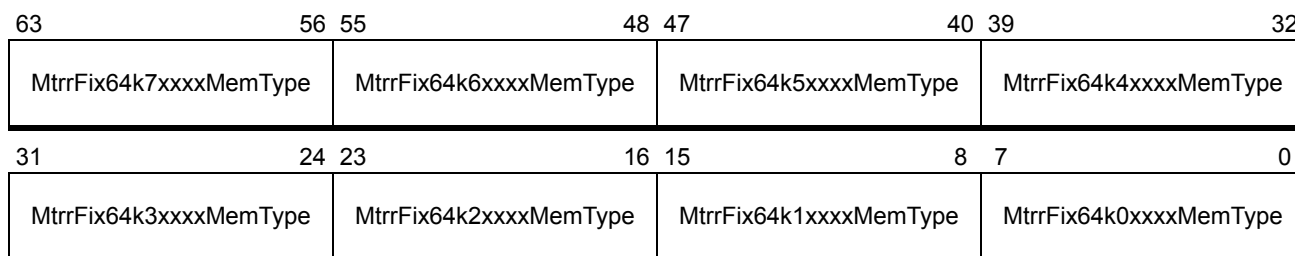 63 56 55 48 47 40 39 32
MtrrFix64k7xxxxMemType MtrrFix64k6xxxxMemType MtrrFix64k5xxxxMemType MtrrFix64k4xxxxMemType
31 24 23 16 15 8 7 0
MtrrFix64k3xxxxMemType MtrrFix64k2xxxxMemType MtrrFix64k1xxxxMemType MtrrFix64k0xxxxMemType